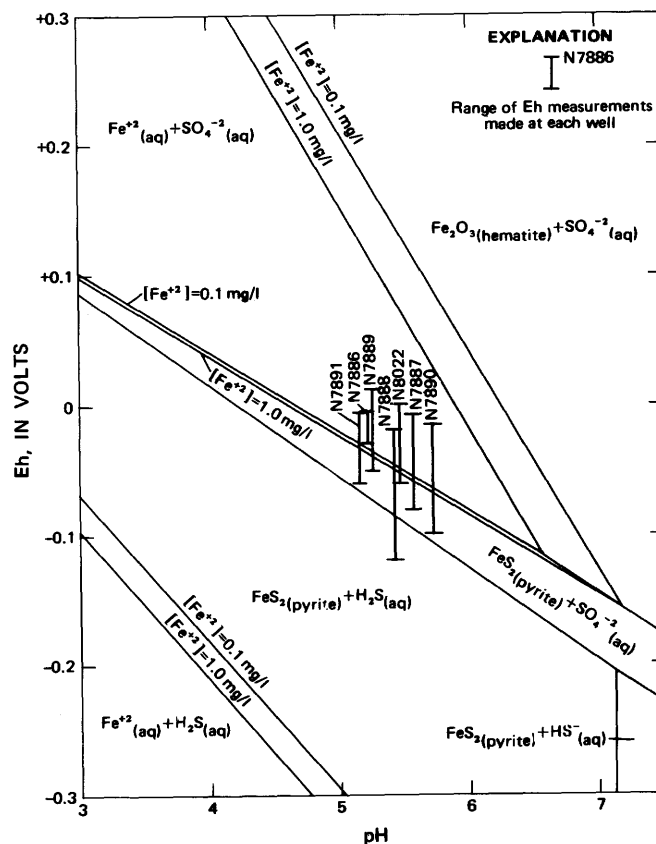 EXPLANATION
N7886
Range of Eh measurements
made at each well
+0.3
+0.2
+0.1
0
−0.1
−0.2
−0.3
Eh, IN VOLTS
3
4
5
6
7
pH
[Fe⁺²]=0.1 mg/l
[Fe⁺²]=1.0 mg/l
Fe⁺²(aq)+SO₄⁻²(aq)
Fe₂O₃(hematite)+SO₄⁻²(aq)
[Fe⁺²]=0.1 mg/l
[Fe⁺²]=1.0 mg/l
N7891
N7886
N7889
N7888
N8022
N7887
N7890
FeS₂(pyrite)+SO₄⁻²(aq)
FeS₂(pyrite)+H₂S(aq)
[Fe⁺²]=0.1 mg/l
[Fe⁺²]=1.0 mg/l
Fe⁺²(aq)+H₂S(aq)
FeS₂(pyrite)+HS⁻(aq)